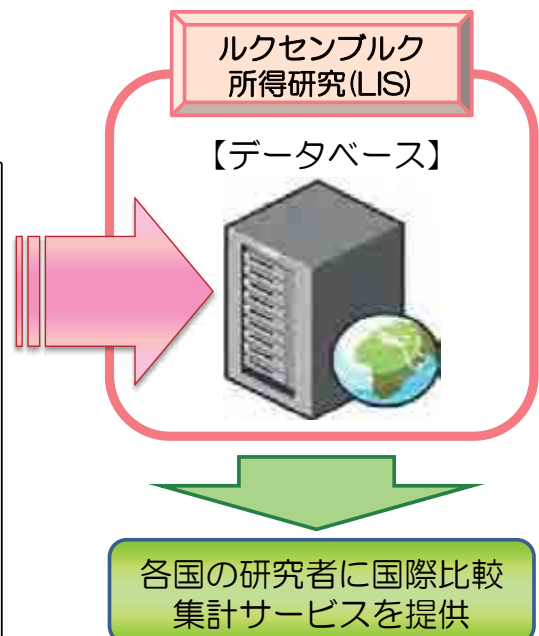 ルクセンブルク
所得研究(LIS)
【データベース】
各国の研究者に国際比較
集計サービスを提供